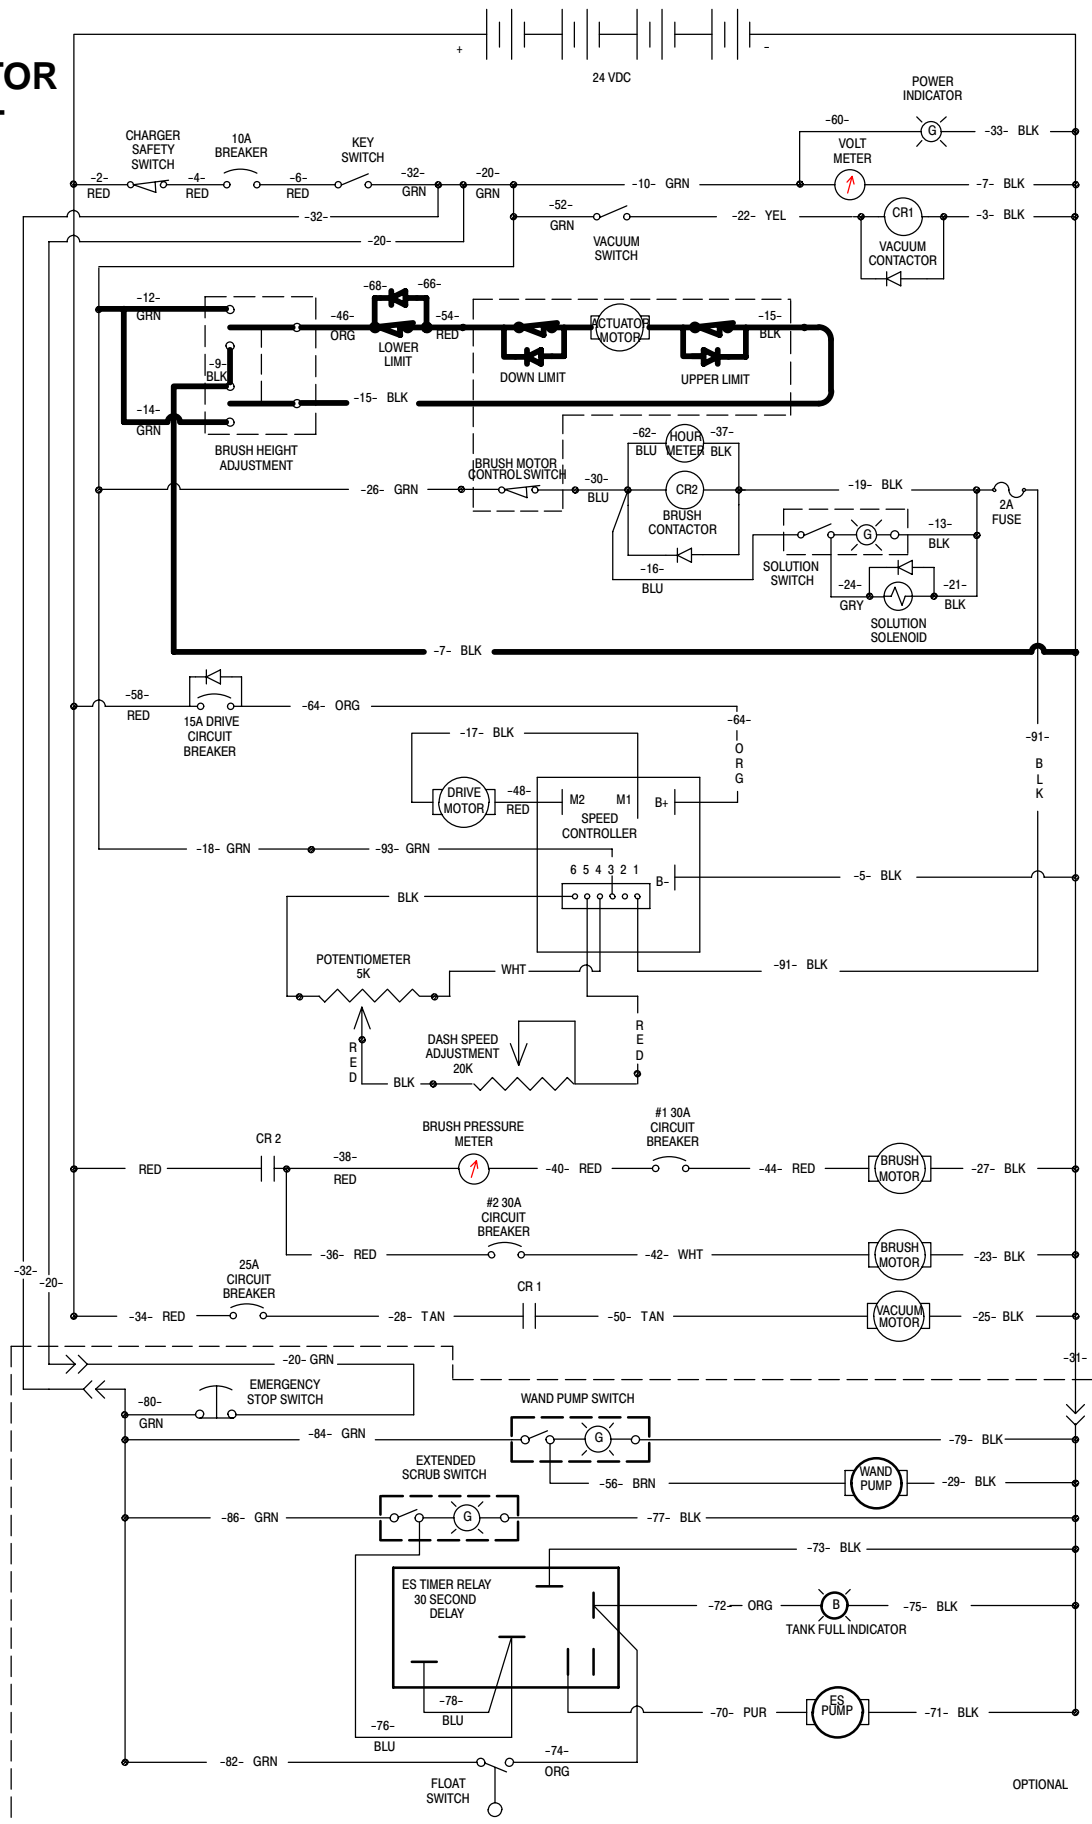 TOR
+
-
24 VDC
POWER
INDICATOR
-60-
G
-33- BLK
CHARGER
SAFETY
SWITCH
10A
BREAKER
KEY
SWITCH
VOLT
METER
-2-
RED
-4-
RED
-6-
RED
-32-
GRN
-20-
GRN
-10- GRN
-7- BLK
-32-
-52-
GRN
-22- YEL
CR1
-3- BLK
-20-
VACUUM
SWITCH
VACUUM
CONTACTOR
-12-
GRN
-68-
-66-
-46-
ORG
-54-
RED
ACTUATOR
MOTOR
-15-
BLK
LOWER
LIMIT
-9-
BLK
DOWN LIMIT
UPPER LIMIT
-15- BLK
-14-
GRN
BRUSH HEIGHT
ADJUSTMENT
-62-
BLU
HOUR
METER
-37-
BLK
BRUSH MOTOR
CONTROL SWITCH
-26- GRN
-30-
BLU
CR2
-19- BLK
2A
FUSE
BRUSH
CONTACTOR
G
-13-
BLK
-16-
BLU
SOLUTION
SWITCH
-24-
GRY
-21-
BLK
SOLUTION
SOLENOID
-7- BLK
-58-
RED
-64- ORG
15A DRIVE
CIRCUIT
BREAKER
-64-
O
R
G
-17- BLK
-91-
B
L
K
DRIVE
MOTOR
-48-
RED
M2
M1
B+
SPEED
CONTROLLER
-18- GRN
-93- GRN
6 5 4 3 2 1
B-
-5- BLK
BLK
POTENTIOMETER
5K
WHT
-91- BLK
R
E
D
DASH SPEED
ADJUSTMENT
20K
R
E
D
BLK
CR 2
BRUSH PRESSURE
METER
#1 30A
CIRCUIT
BREAKER
RED
-38-
RED
-40- RED
-44- RED
BRUSH
MOTOR
-27- BLK
#2 30A
CIRCUIT
BREAKER
-36- RED
-42- WHT
BRUSH
MOTOR
-23- BLK
-32-
-20-
25A
CIRCUIT
BREAKER
CR 1
-34- RED
-28- TAN
-50- TAN
VACUUM
MOTOR
-25- BLK
-31-
-20- GRN
EMERGENCY
STOP SWITCH
-80-
GRN
WAND PUMP SWITCH
-84- GRN
G
-79- BLK
EXTENDED
SCRUB SWITCH
-56- BRN
WAND
PUMP
-29- BLK
-86- GRN
G
-77- BLK
-73- BLK
ES TIMER RELAY
30 SECOND
DELAY
-72- ORG
B
-75- BLK
TANK FULL INDICATOR
-78-
BLU
-76-
BLU
-70- PUR
ES
PUMP
-71- BLK
-82- GRN
-74-
ORG
FLOAT
SWITCH
OPTIONAL